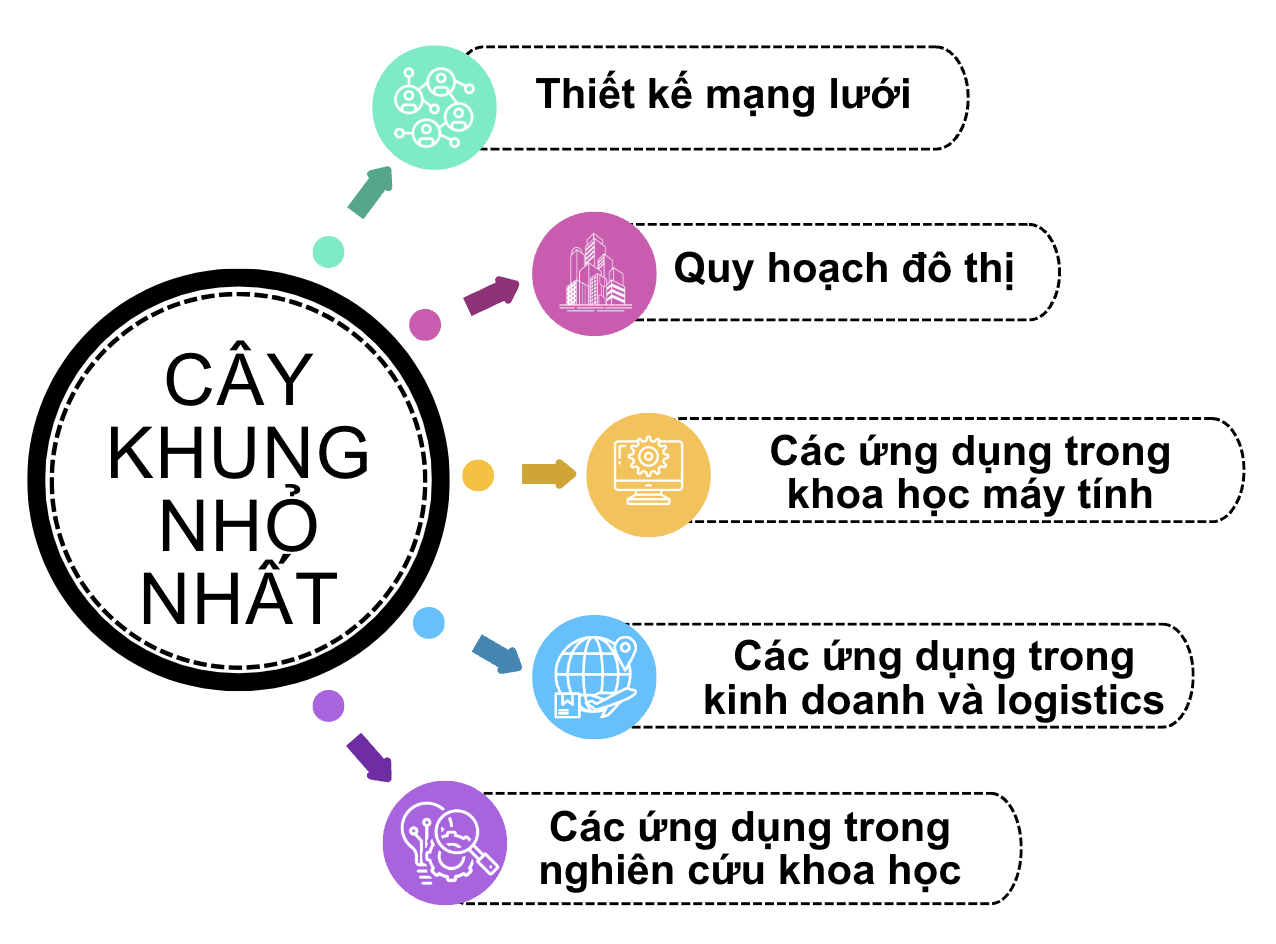 CÂY
KHUNG
NHỎ
NHẤT
Thiết kế mạng lưới
Quy hoạch đô thị
Các ứng dụng trong
khoa học máy tính
Các ứng dụng trong
kinh doanh và logistics
Các ứng dụng trong
nghiên cứu khoa học